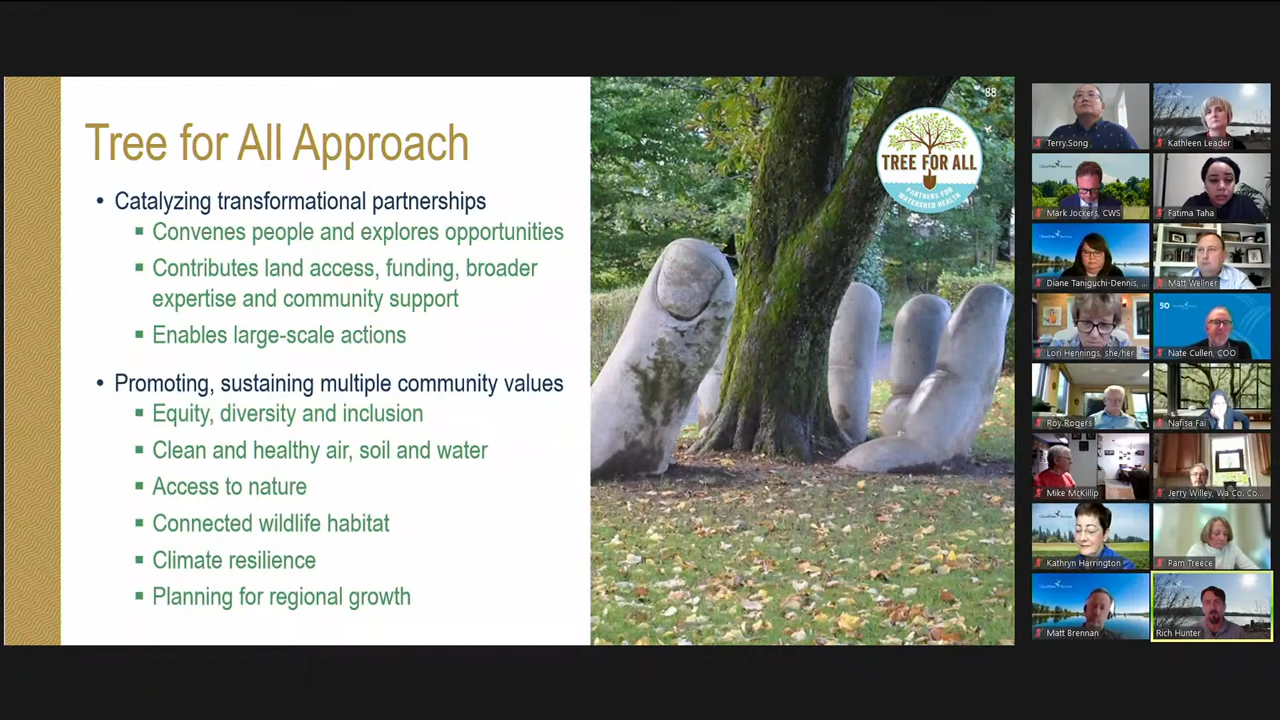 Tree for All Approach
• Catalyzing transformational partnerships
▪ Convenes people and explores opportunities
▪ Contributes land access, funding, broader
expertise and community support
▪ Enables large-scale actions
• Promoting, sustaining multiple community values
▪ Equity, diversity and inclusion
▪ Clean and healthy air, soil and water
▪ Access to nature
▪ Connected wildlife habitat
▪ Climate resilience
▪ Planning for regional growth
88
TREE FOR ALL
PARTNERS FOR
WATERSHED HEALTH
Terry.Song
Kathleen Leader
Mark Jockers, CWS
Fatima Taha
Diane Taniguchi-Dennis, ...
Matt Wellner
Lori Hennings, she/her
50
Nate Cullen, COO
Roy Rogers
Nafisa Fai
Mike McKillip
Jerry Willey, Wa Co. Co...
Kathryn Harrington
Pam Treece
Matt Brennan
Rich Hunter